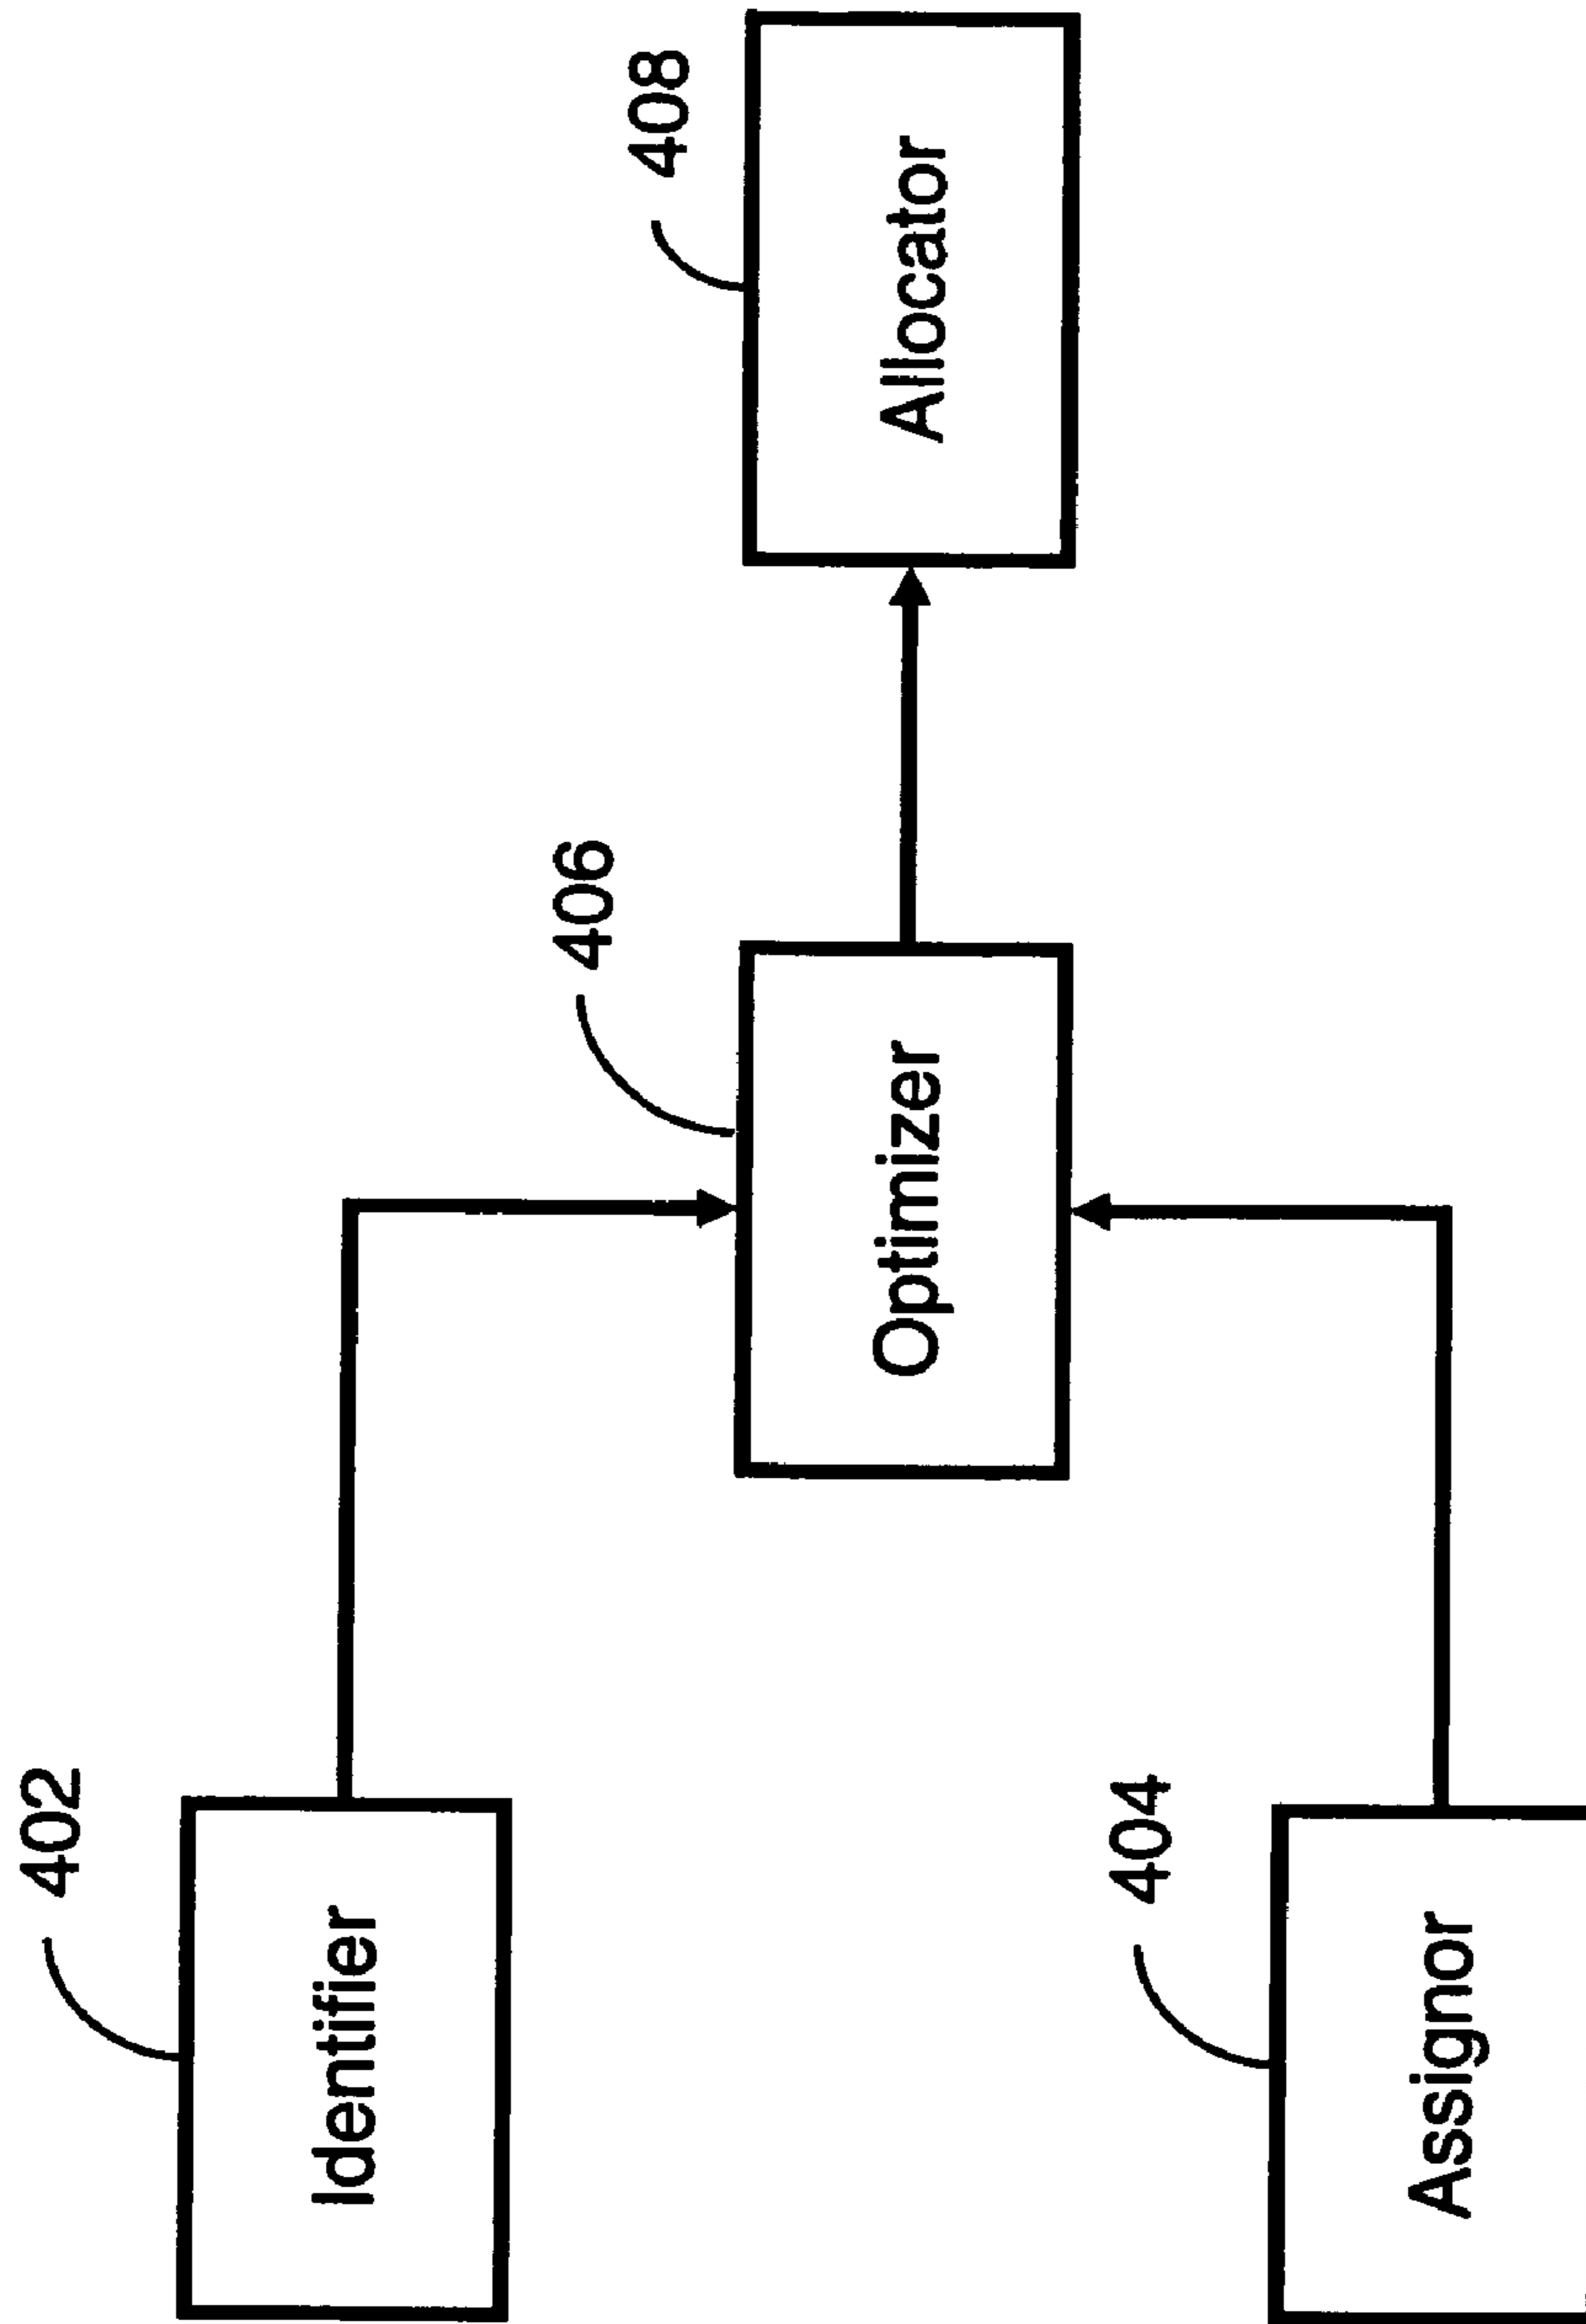 402
Identifier
404
Assignor
406
Optimizer
408
Allocator